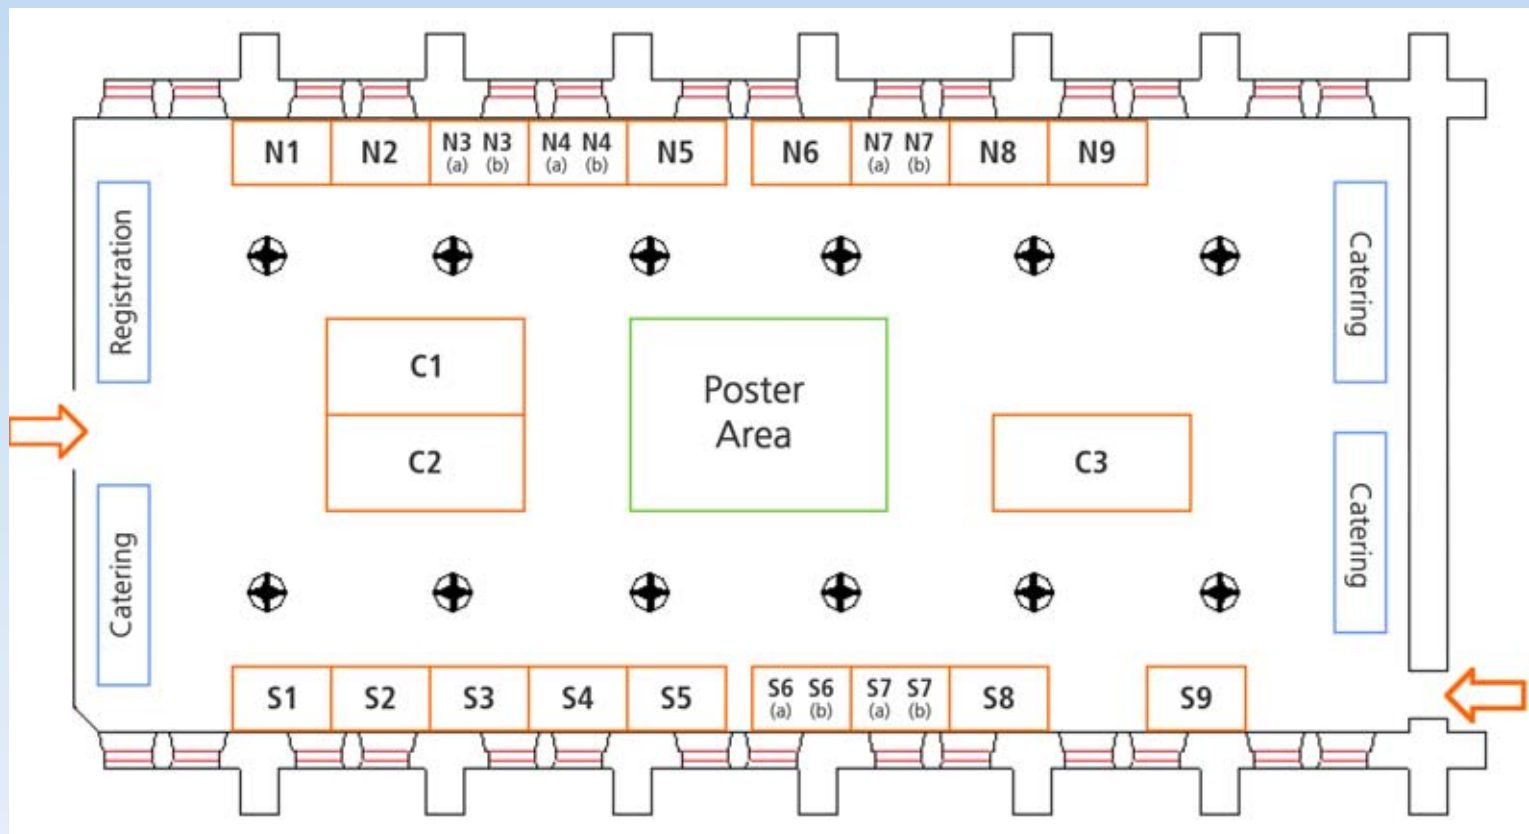 N1
N2
N3 N3
(a) (b)
N4 N4
(a) (b)
N5
N6
N7 N7
(a) (b)
N8
N9
Registration
Catering
C1
Poster
Area
C2
C3
Catering
Catering
S1
S2
S3
S4
S5
S6 S6
(a) (b)
S7 S7
(a) (b)
S8
S9